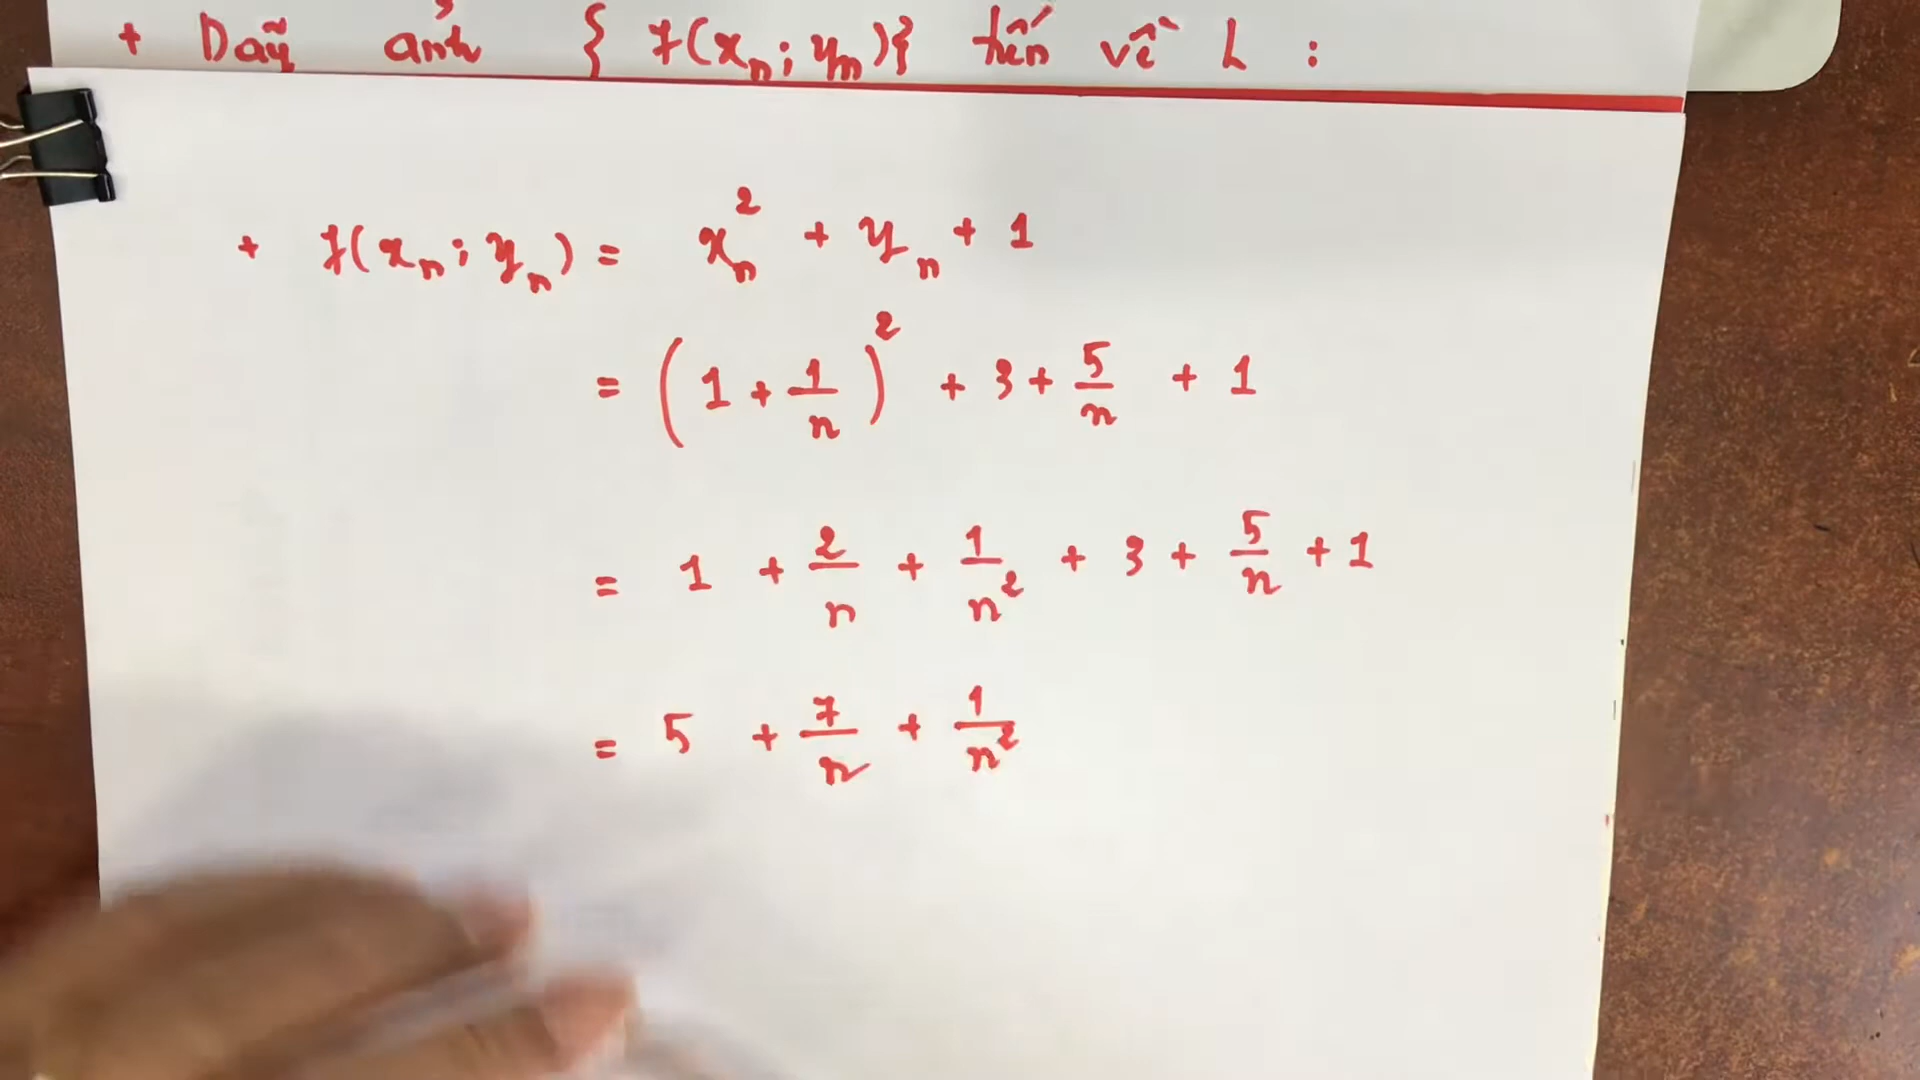 + Dãy ảnh { f(xₙ; yₙ)} tiến về L :
+ f(xₙ; yₙ) = xₙ² + yₙ + 1
= (1 + 1/n)² + 3 + 5/n + 1
= 1 + 2/n + 1/n² + 3 + 5/n + 1
= 5 + 7/n + 1/n²